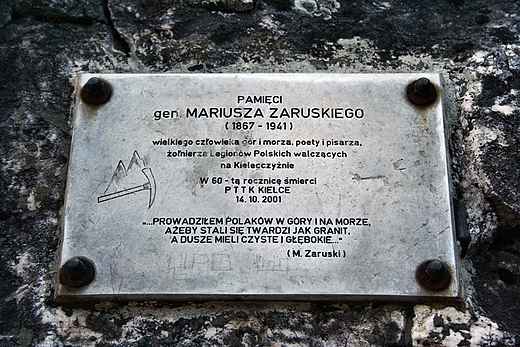 PAMIĘCI
gen. MARIUSZA ZARUSKIEGO
( 1867 - 1941 )
wielkiego człowieka gór i morza, poety i pisarza,
żołnierza Legionów Polskich walczących
na Kielecczyźnie
W 60 - tą rocznicę śmierci
P T T K KIELCE
14. 10. 2001
„...PROWADZIŁEM POLAKÓW W GÓRY I NA MORZE,
AŻEBY STALI SIĘ TWARDZI JAK GRANIT,
A DUSZE MIELI CZYSTE I GŁĘBOKIE..."
( M. Zaruski )